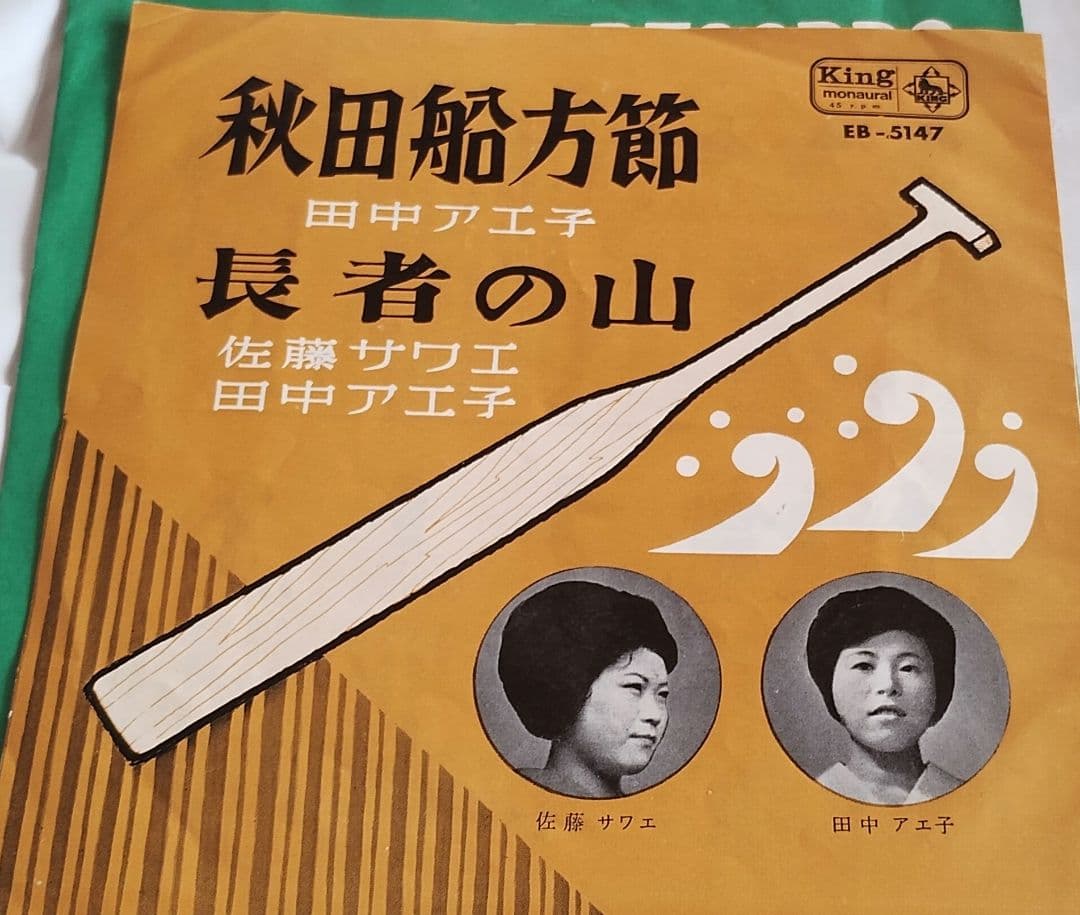 King
monaural
45 r.p.m
KING
EB-5147
秋田船方節
田中アエ子
長者の山
佐藤サワエ
田中アエ子
佐藤サワエ
田中アエ子